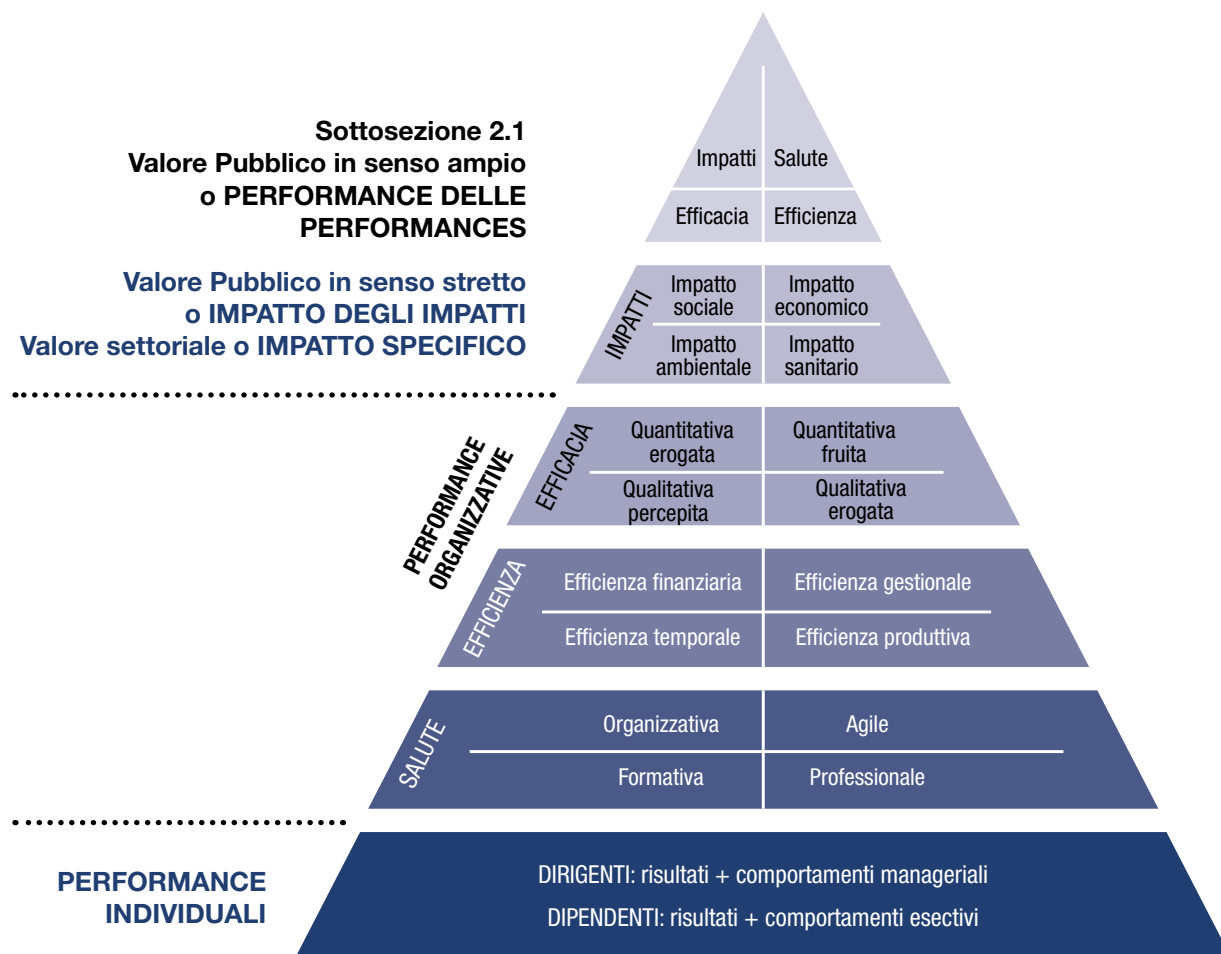 Sottosezione 2.1
Valore Pubblico in senso ampio
o PERFORMANCE DELLE
PERFORMANCES
Valore Pubblico in senso stretto
o IMPATTO DEGLI IMPATTI
Valore settoriale o IMPATTO SPECIFICO
Impatti
Salute
Efficacia
Efficienza
IMPATTI
Impatto
sociale
Impatto
economico
Impatto
ambientale
Impatto
sanitario
PERFORMANCE
ORGANIZZATIVE
EFFICACIA
Quantitativa
erogata
Quantitativa
fruita
Qualitativa
percepita
Qualitativa
erogata
EFFICIENZA
Efficienza finanziaria
Efficienza gestionale
Efficienza temporale
Efficienza produttiva
SALUTE
Organizzativa
Agile
Formativa
Professionale
PERFORMANCE
INDIVIDUALI
DIRIGENTI: risultati + comportamenti manageriali
DIPENDENTI: risultati + comportamenti esectivi